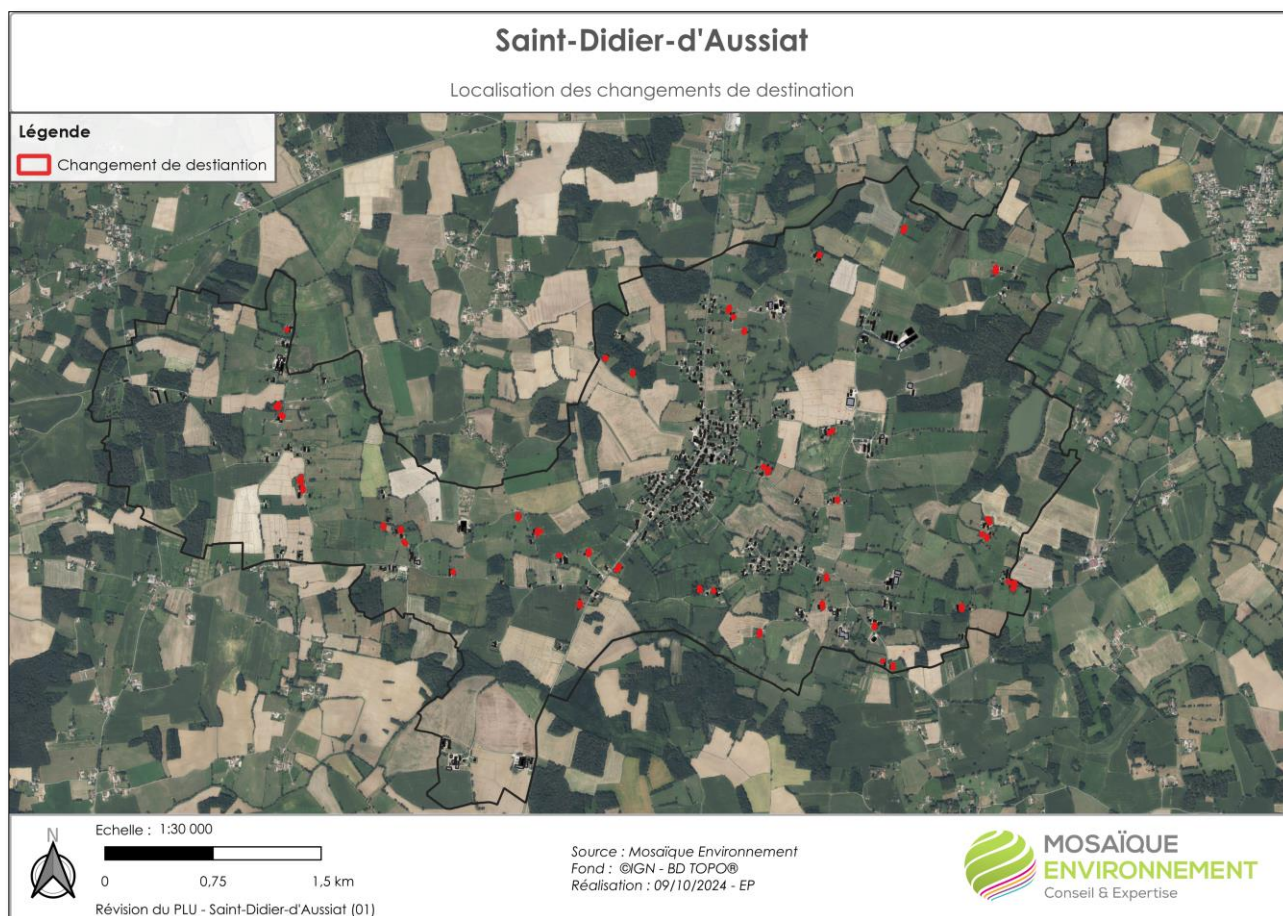 Saint-Didier-d'Aussiat
Localisation des changements de destination
Légende
Changement de destiantion
N
Echelle : 1:30 000
0 0,75 1,5 km
Révision du PLU - Saint-Didier-d'Aussiat (01)
Source : Mosaïque Environnement
Fond : ©IGN - BD TOPO®
Réalisation : 09/10/2024 - EP
MOSAÏQUE
ENVIRONNEMENT
Conseil & Expertise